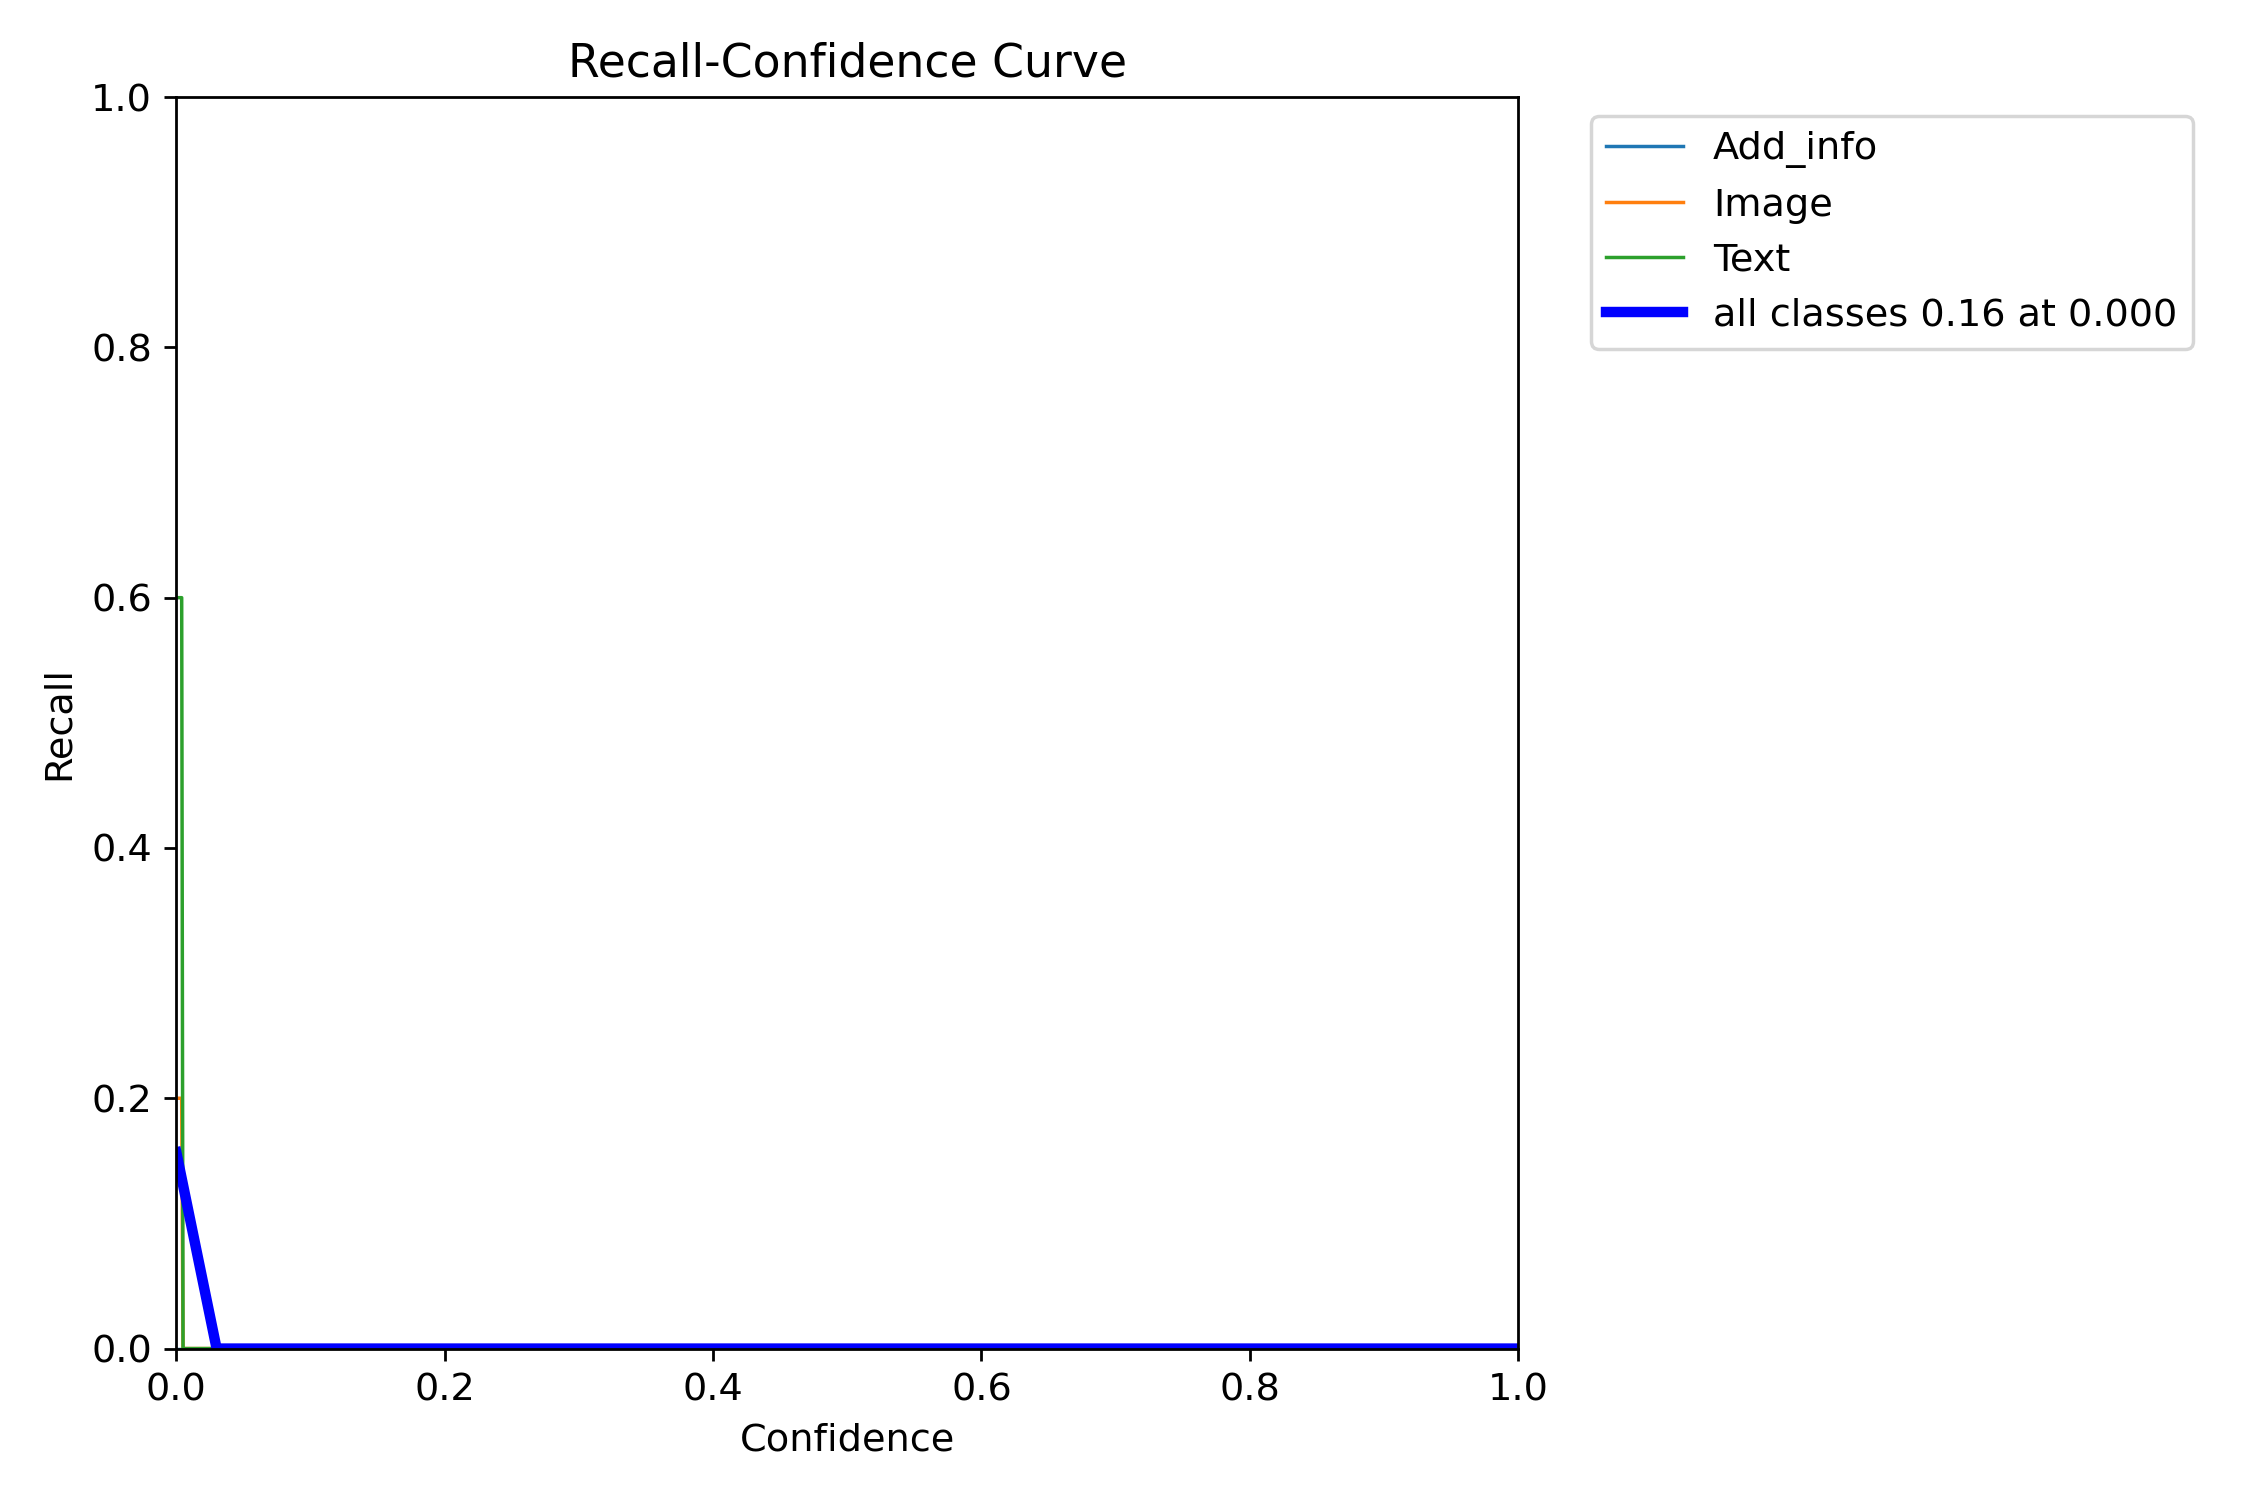 Recall-Confidence Curve
1.0
0.8
0.6
0.4
0.2
0.0
Recall
0.0 0.2 0.4 0.6 0.8 1.0
Confidence
Add_info
Image
Text
all classes 0.16 at 0.000